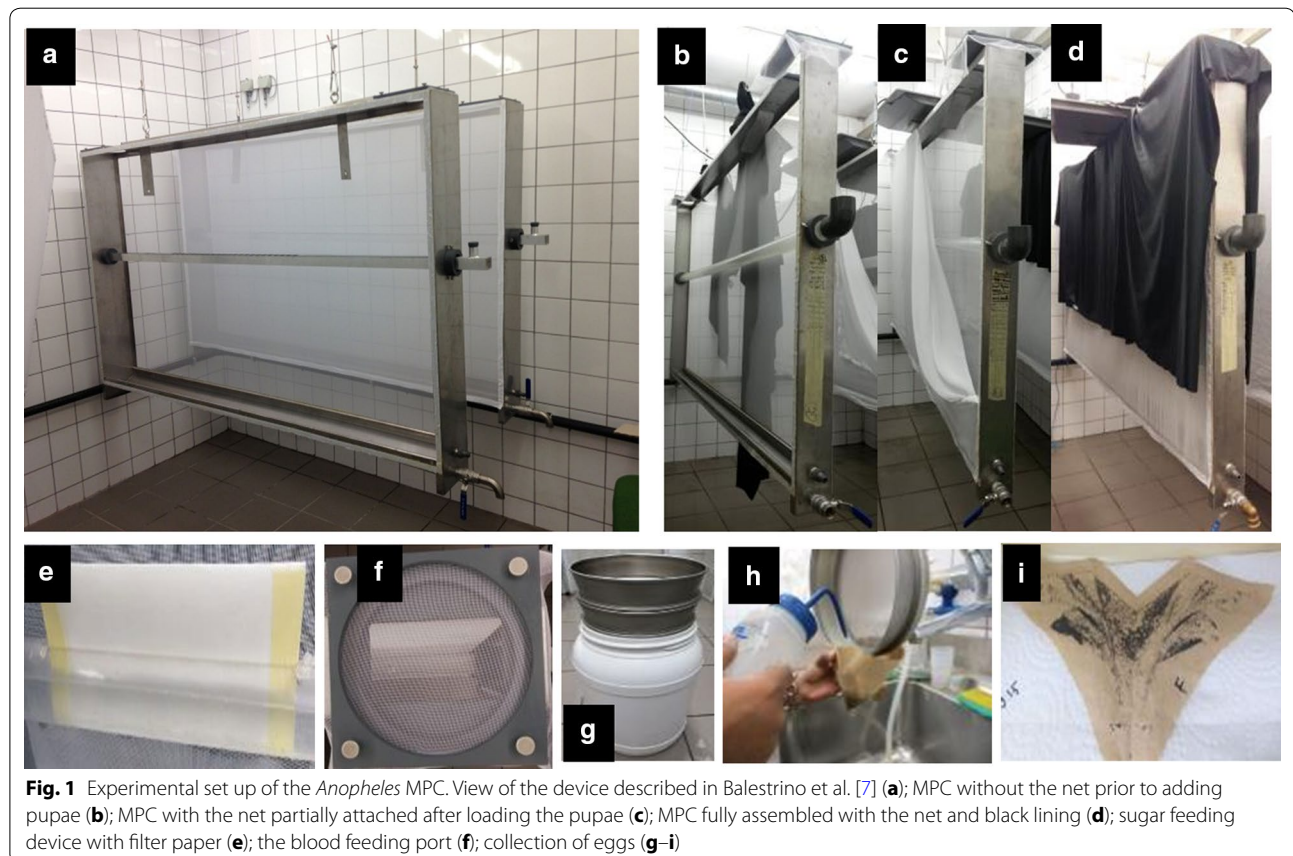 a
b
c
d
e
f
g
h
i
Fig. 1 Experimental set up of the Anopheles MPC. View of the device described in Balestrino et al. [7] (a); MPC without the net prior to adding
pupae (b); MPC with the net partially attached after loading the pupae (c); MPC fully assembled with the net and black lining (d); sugar feeding
device with filter paper (e); the blood feeding port (f); collection of eggs (g–i)